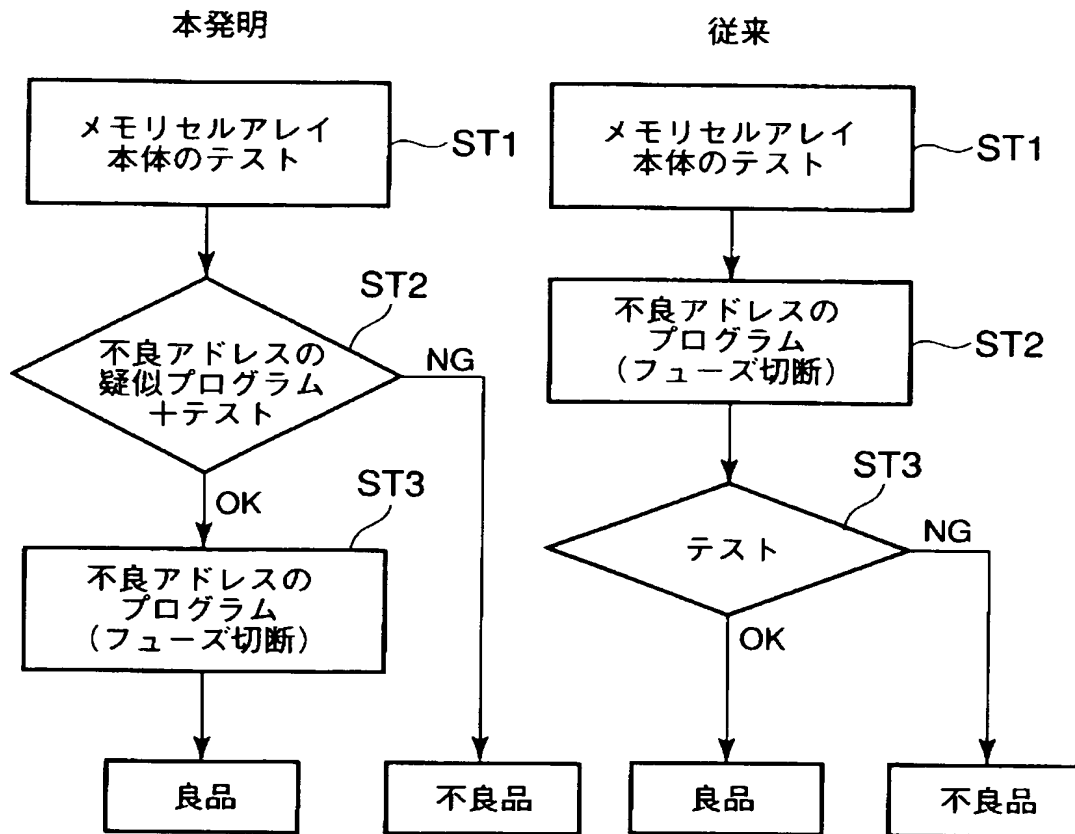 本発明
メモリセルアレイ
本体のテスト
ST1
ST2
不良アドレスの
疑似プログラム
+テスト
NG
OK
ST3
不良アドレスの
プログラム
(フューズ切断)
良品
不良品
従来
メモリセルアレイ
本体のテスト
ST1
不良アドレスの
プログラム
(フューズ切断)
ST2
ST3
テスト
NG
OK
良品
不良品